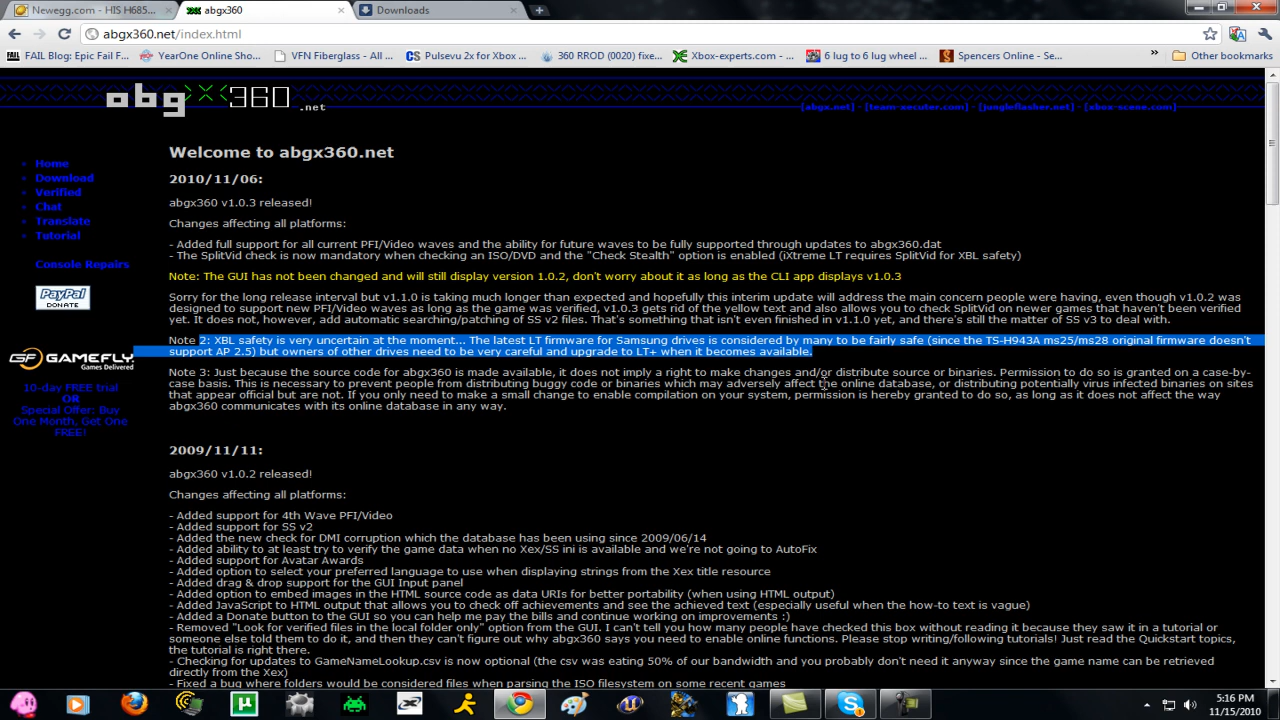 Newegg.com - HIS H685...
abgx360
Downloads
abgx360.net/index.html
FAIL Blog: Epic Fail F...
YearOne Online Sho...
VFN Fiberglass - All ...
CS Pulsevu 2x for Xbox ...
360 RROD (0020) fixe...
Xbox-experts.com - ...
6 lug to 6 lug wheel ...
Spencers Online - Se...
»
Other bookmarks
abgx360 .net
[abgx.net] - [team-xecuter.com] - [jungleflasher.net] - [xbox-scene.com]
Home
Download
Verified
Chat
Translate
Tutorial
Console Repairs
PayPal
DONATE
GF GAMEFLY
Games Delivered
10-day FREE trial!
OR
Special Offer: Buy
One Month, Get One
FREE!
Welcome to abgx360.net
2010/11/06:
abgx360 v1.0.3 released!
Changes affecting all platforms:
- Added full support for all current PFI/Video waves and the ability for future waves to be fully supported through updates to abgx360.dat
- The SplitVid check is now mandatory when checking an ISO/DVD and the "Check Stealth" option is enabled (iXtreme LT requires SplitVid for XBL safety)
Note: The GUI has not been changed and will still display version 1.0.2, don't worry about it as long as the CLI app displays v1.0.3
Sorry for the long release interval but v1.1.0 is taking much longer than expected and hopefully this interim update will address the main concern people were having, even though v1.0.2 was
designed to support new PFI/Video waves as long as the game was verified, v1.0.3 gets rid of the yellow text and also allows you to check SplitVid on newer games that haven't been verified
yet. It does not, however, add automatic searching/patching of SS v2 files. That's something that isn't even finished in v1.1.0 yet, and there's still the matter of SS v3 to deal with.
Note 2: XBL safety is very uncertain at the moment... The latest LT firmware for Samsung drives is considered by many to be fairly safe (since the TS-H943A ms25/ms28 original firmware doesn't
support AP 2.5) but owners of other drives need to be very careful and upgrade to LT+ when it becomes available.
Note 3: Just because the source code for abgx360 is made available, it does not imply a right to make changes and/or distribute source or binaries. Permission to do so is granted on a case-by-
case basis. This is necessary to prevent people from distributing buggy code or binaries which may adversely affect the online database, or distributing potentially virus infected binaries on sites
that appear official but are not. If you only need to make a small change to enable compilation on your system, permission is hereby granted to do so, as long as it does not affect the way
abgx360 communicates with its online database in any way.
2009/11/11:
abgx360 v1.0.2 released!
Changes affecting all platforms:
- Added support for 4th Wave PFI/Video
- Added support for SS v2
- Added the new check for DMI corruption which the database has been using since 2009/06/14
- Added ability to at least try to verify the game data when no Xex/SS ini is available and we're not going to AutoFix
- Added support for Avatar Awards
- Added option to select your preferred language to use when displaying strings from the Xex title resource
- Added drag & drop support for the GUI Input panel
- Added option to embed images in the HTML source code as data URIs for better portability (when using HTML output)
- Added JavaScript to HTML output that allows you to check off achievements and see the achieved text (especially useful when the how-to text is vague)
- Added a Donate button to the GUI so you can help me pay the bills and continue working on improvements :)
- Removed "Look for verified files in the local folder only" option from the GUI. I can't tell you how many people have checked this box without reading it because they saw it in a tutorial or
someone else told them to do it, and then they can't figure out why abgx360 says you need to enable online functions. Please stop writing/following tutorials! Just read the Quickstart topics,
the tutorial is right there.
- Checking for updates to GameNameLookup.csv is now optional (the csv was eating 50% of our bandwidth and you probably don't need it anyway since the game name can be retrieved
directly from the Xex)
- Fixed a bug where folders would be considered files when parsing the ISO filesystem on some recent games
5:16 PM
11/15/2010